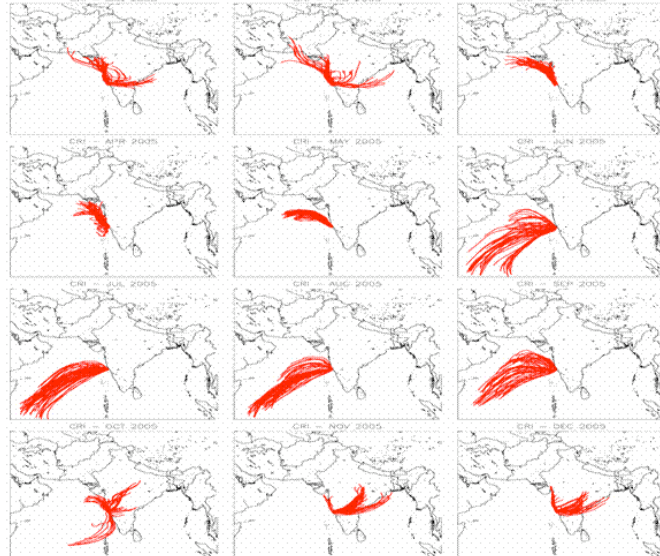 CRI - APR 2005
CRI - MAY 2005
CRI - JUN 2005
CRI - JUL 2005
CRI - AUG 2005
CRI - SEP 2005
CRI - OCT 2005
CRI - NOV 2005
CRI - DEC 2005